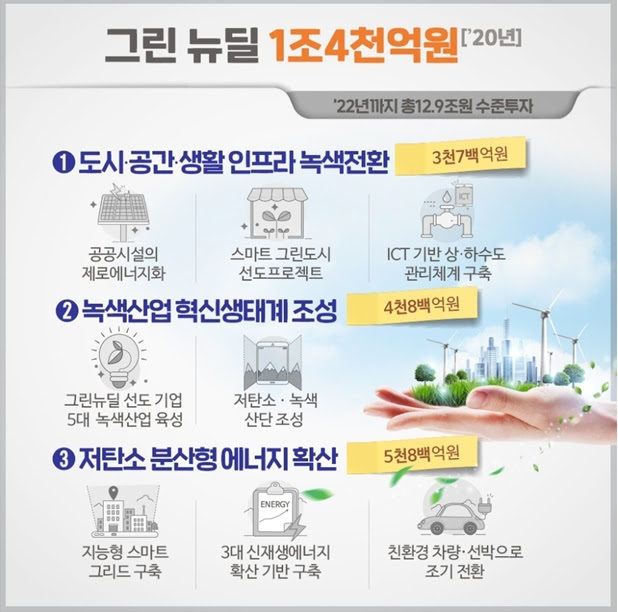 그린 뉴딜 1조4천억원['20년]
'22년까지 총12.9조원 수준투자
1 도시·공간·생활 인프라 녹색전환 3천7백억원
공공시설의
제로에너지화
스마트 그린도시
선도프로젝트
ICT
ICT 기반 상·하수도
관리체계 구축
2 녹색산업 혁신생태계 조성 4천8백억원
그린뉴딜 선도 기업
5대 녹색산업 육성
저탄소·녹색
산단 조성
3 저탄소 분산형 에너지 확산 5천8백억원
지능형 스마트
그리드 구축
ENERGY
3대 신재생에너지
확산 기반 구축
친환경 차량·선박으로
조기 전환